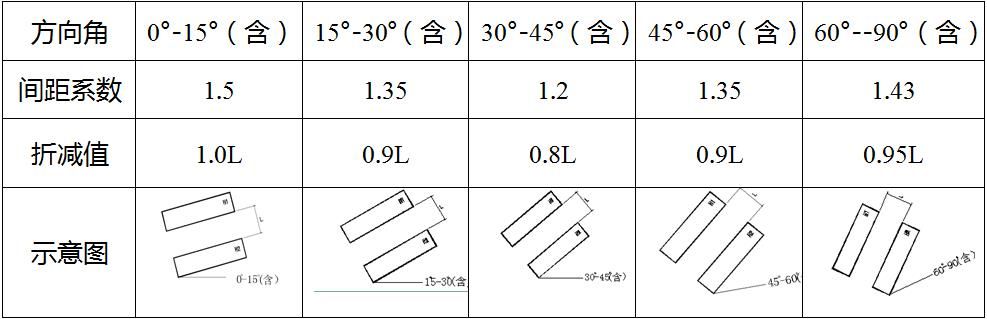 方向角 0°-15°（含） 15°-30°（含） 30°-45°（含） 45°-60°（含） 60°--90°（含）
间距系数 1.5 1.35 1.2 1.35 1.43
折减值 1.0L 0.9L 0.8L 0.9L 0.95L
示意图 0-15°(含) 15°-30°(含 30°-45°(含) 45°-60°( 60°-90°(含)
L L L L L